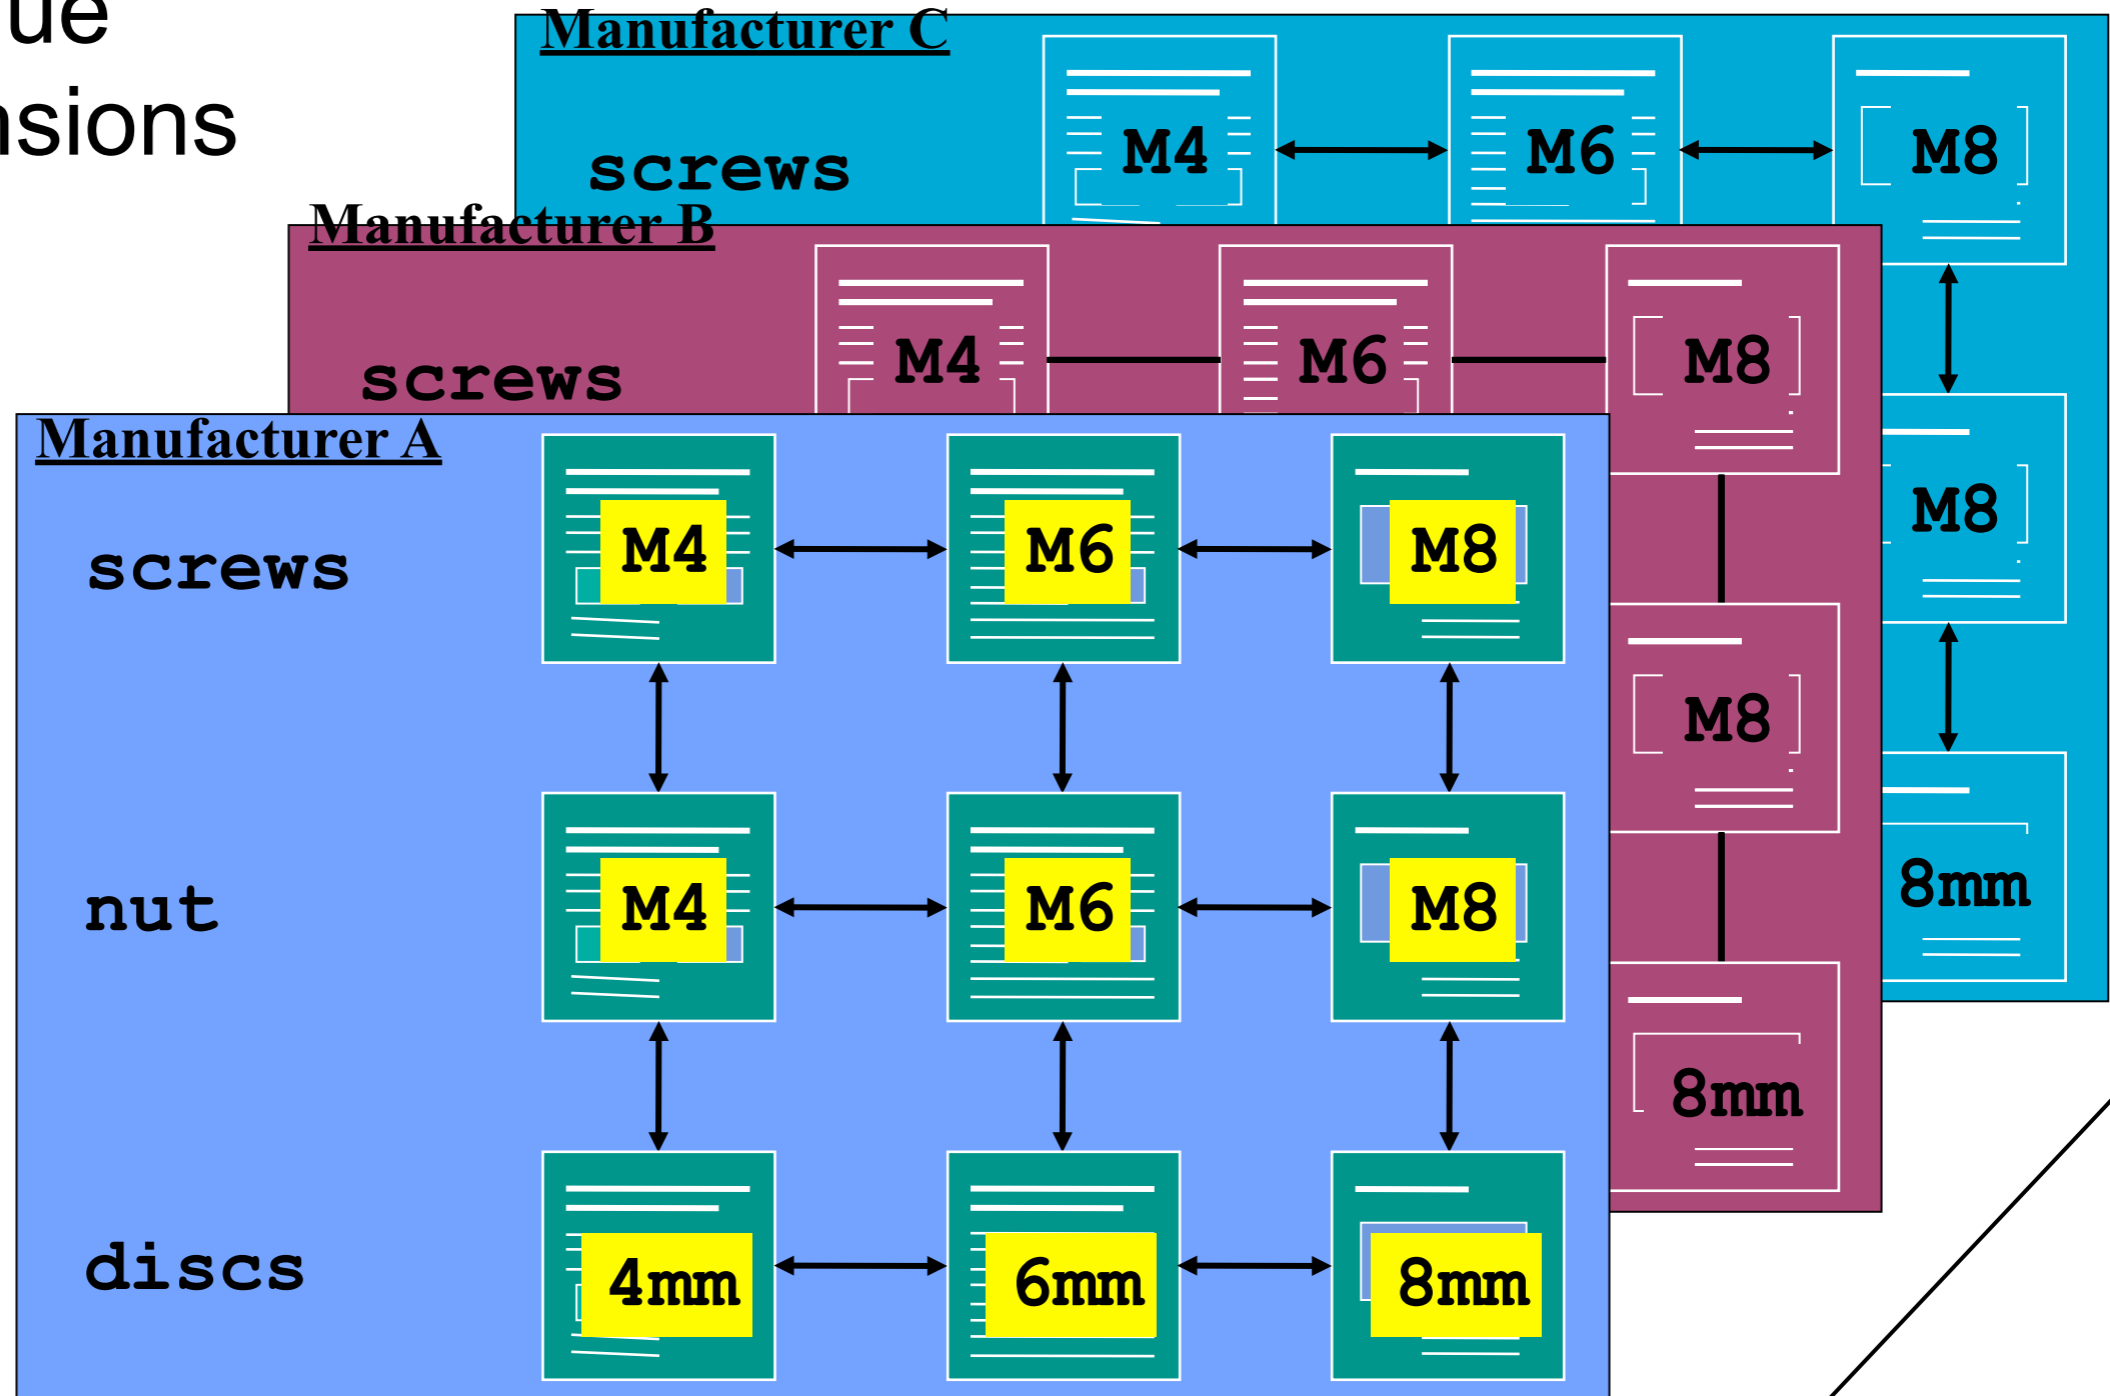 ue
nsions
Manufacturer C
screws M4 M6 M8
Manufacturer B
screws M4 M6 M8
Manufacturer A
screws M4 M6 M8
M8
M8
nut M4 M6 M8
8mm
8mm
discs 4mm 6mm 8mm